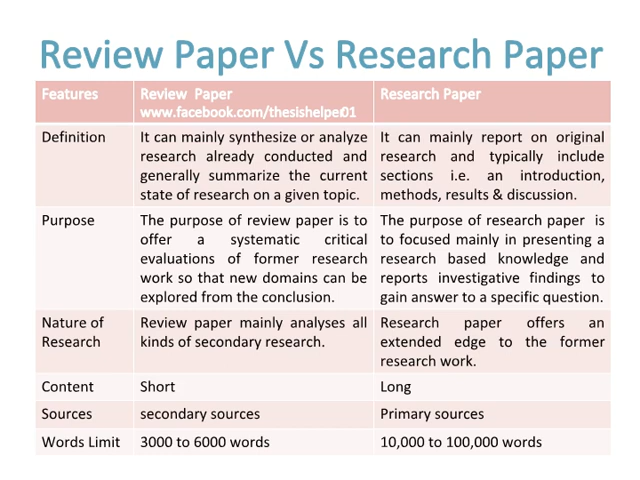 Review Paper Vs Research Paper
Features
Review Paper
www.facebook.com/thesishelper01
Research Paper
Definition
It can mainly synthesize or analyze
research already conducted and
generally summarize the current
state of research on a given topic.
It can mainly report on original
research and typically include
sections i.e. an introduction,
methods, results & discussion.
Purpose
The purpose of review paper is to
offer a systematic critical
evaluations of former research
work so that new domains can be
explored from the conclusion.
The purpose of research paper is
to focused mainly in presenting a
research based knowledge and
reports investigative findings to
gain answer to a specific question.
Nature of
Research
Review paper mainly analyses all
kinds of secondary research.
Research paper offers an
extended edge to the former
research work.
Content
Short
Long
Sources
secondary sources
Primary sources
Words Limit
3000 to 6000 words
10,000 to 100,000 words